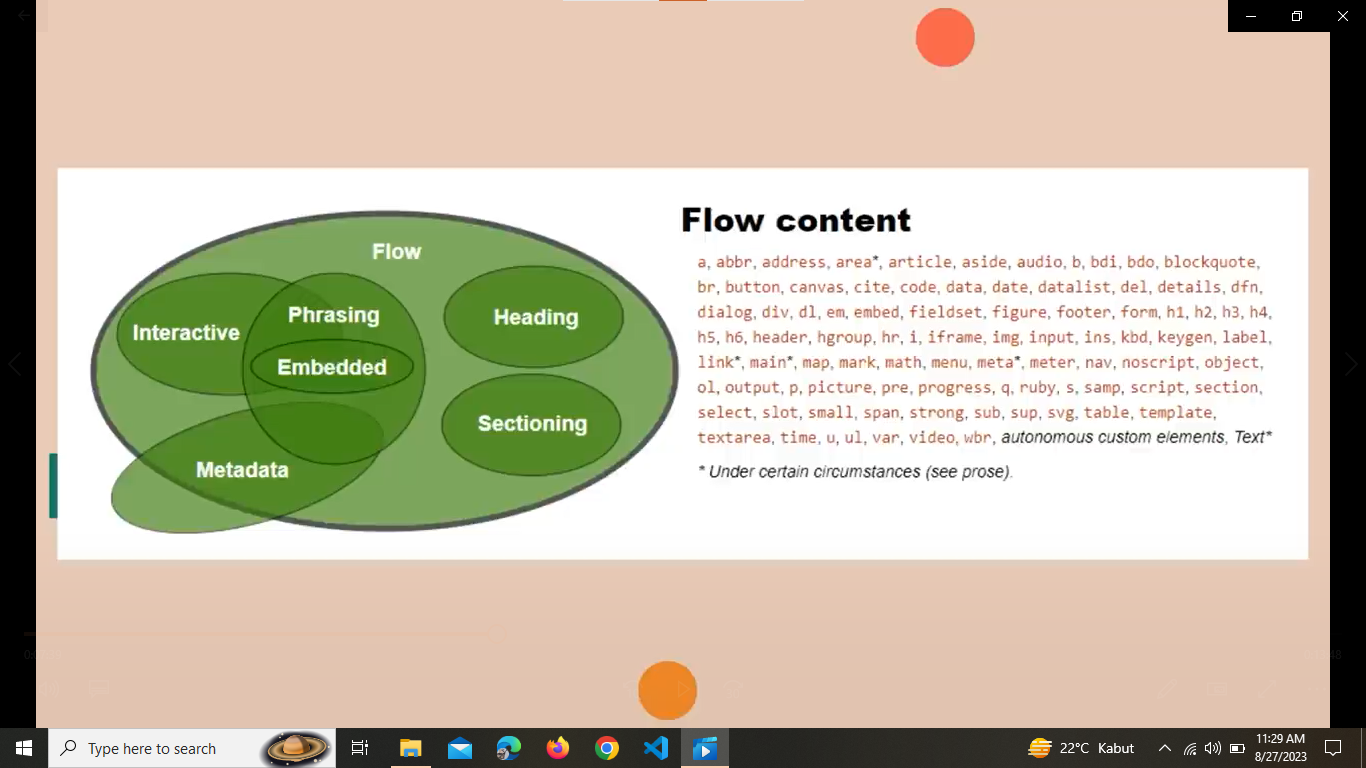 Flow content
Flow
Interactive
Phrasing
Embedded
Metadata
Heading
Sectioning
a, abbr, address, area*, article, aside, audio, b, bdi, bdo, blockquote,
br, button, canvas, cite, code, data, date, datalist, del, details, dfn,
dialog, div, dl, em, embed, fieldset, figure, footer, form, h1, h2, h3, h4,
h5, h6, header, hgroup, hr, i, iframe, img, input, ins, kbd, keygen, label,
link*, main*, map, mark, math, menu, meta*, meter, nav, noscript, object,
ol, output, p, picture, pre, progress, q, ruby, s, samp, script, section,
select, slot, small, span, strong, sub, sup, svg, table, template,
textarea, time, u, ul, var, video, wbr, autonomous custom elements, Text*
* Under certain circumstances (see prose).
Type here to search
22°C Kabut
11:29 AM
8/27/2023